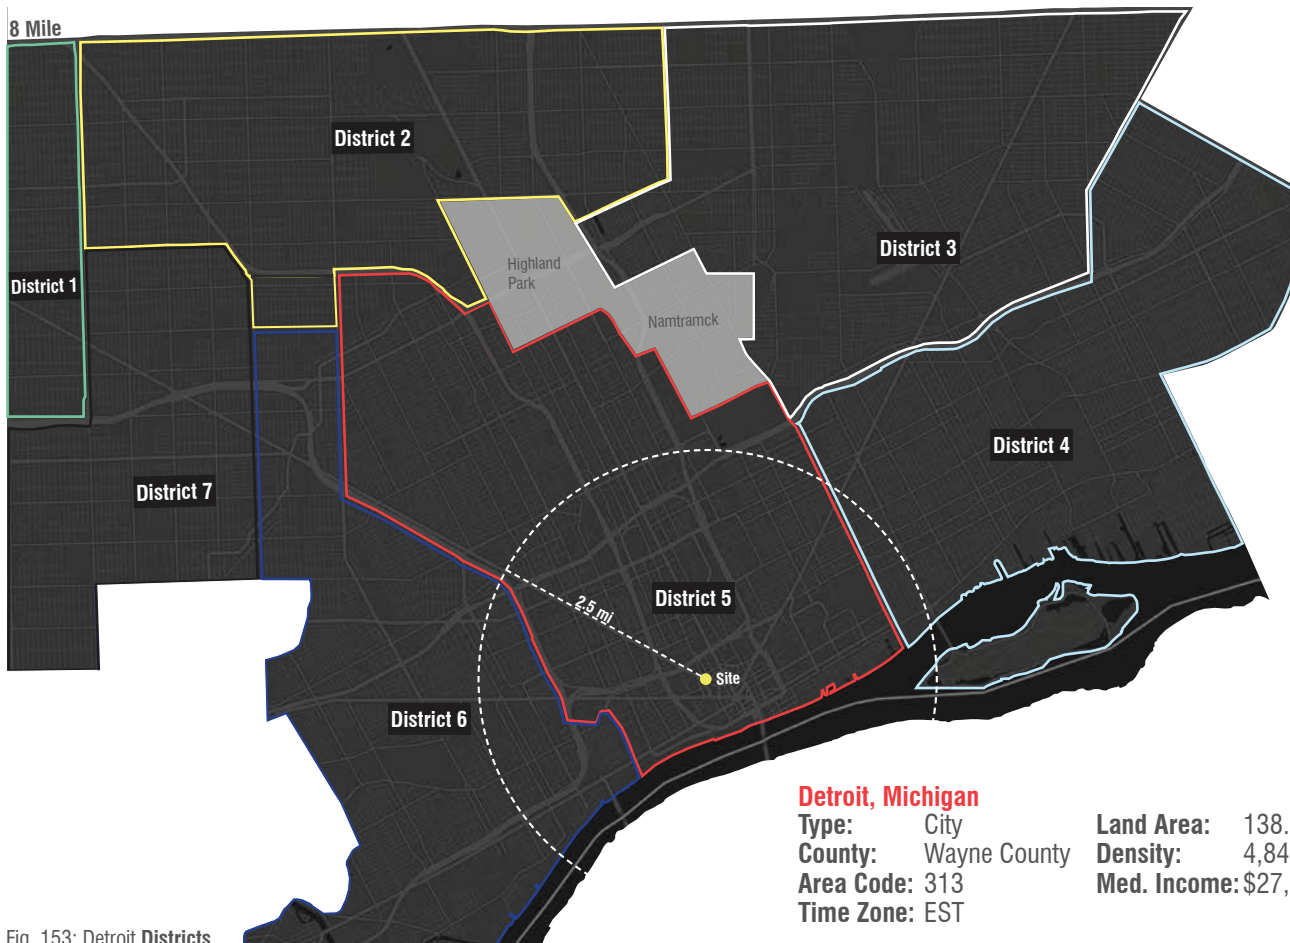 8 Mile
District 2
District 3
District 1
Highland
Park
Namtramck
District 4
District 7
District 5
2.5 mi
Site
District 6
Detroit, Michigan
Type: City
County: Wayne County
Area Code: 313
Time Zone: EST
Land Area: 138.
Density: 4,84
Med. Income: $27,
Fig. 153: Detroit Districts